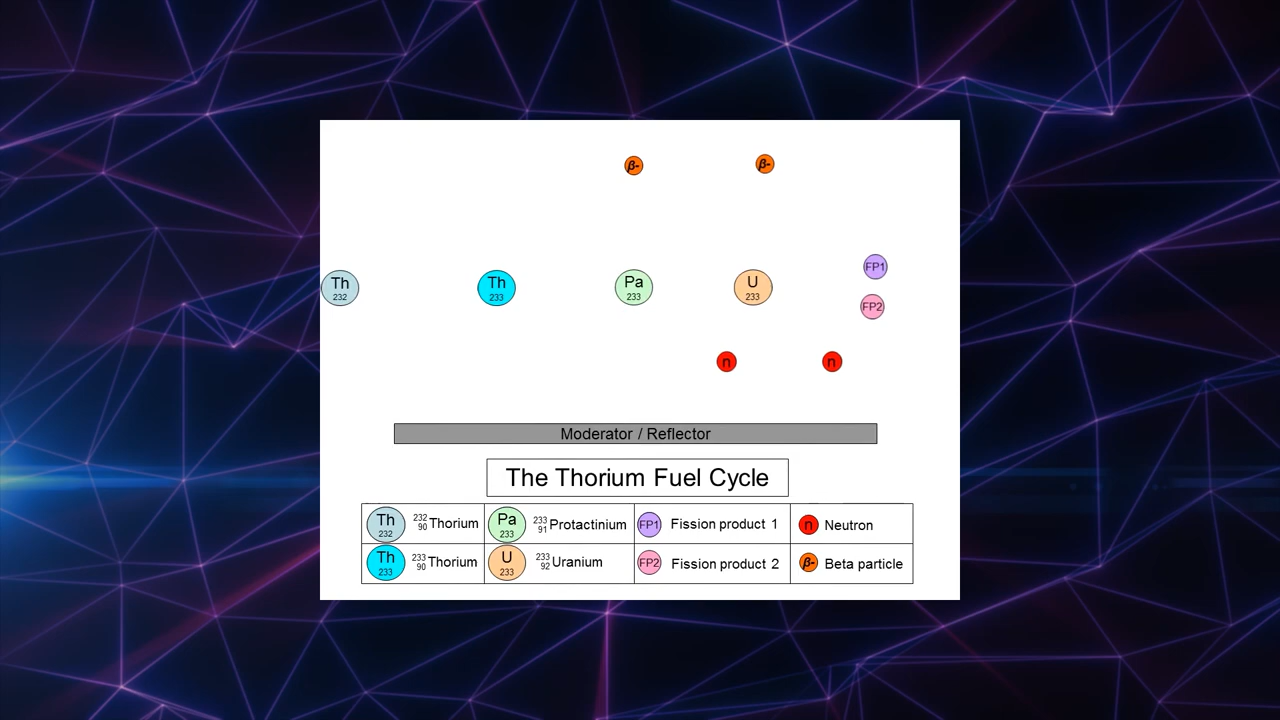 β- β-
Th 232
Th 233
Pa 233
U 233
FP1
FP2
n n
Moderator / Reflector
The Thorium Fuel Cycle
Th 232 232 90 Thorium Pa 233 233 91 Protactinium FP1 Fission product 1 n Neutron
Th 233 233 90 Thorium U 233 233 92 Uranium FP2 Fission product 2 β- Beta particle